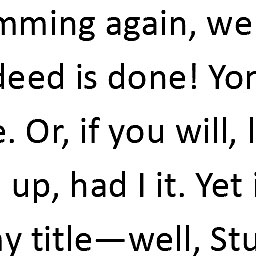 mming again, we
deed is done! Yor
e. Or, if you will, l
up, had I it. Yet i
ny title—well, Stu